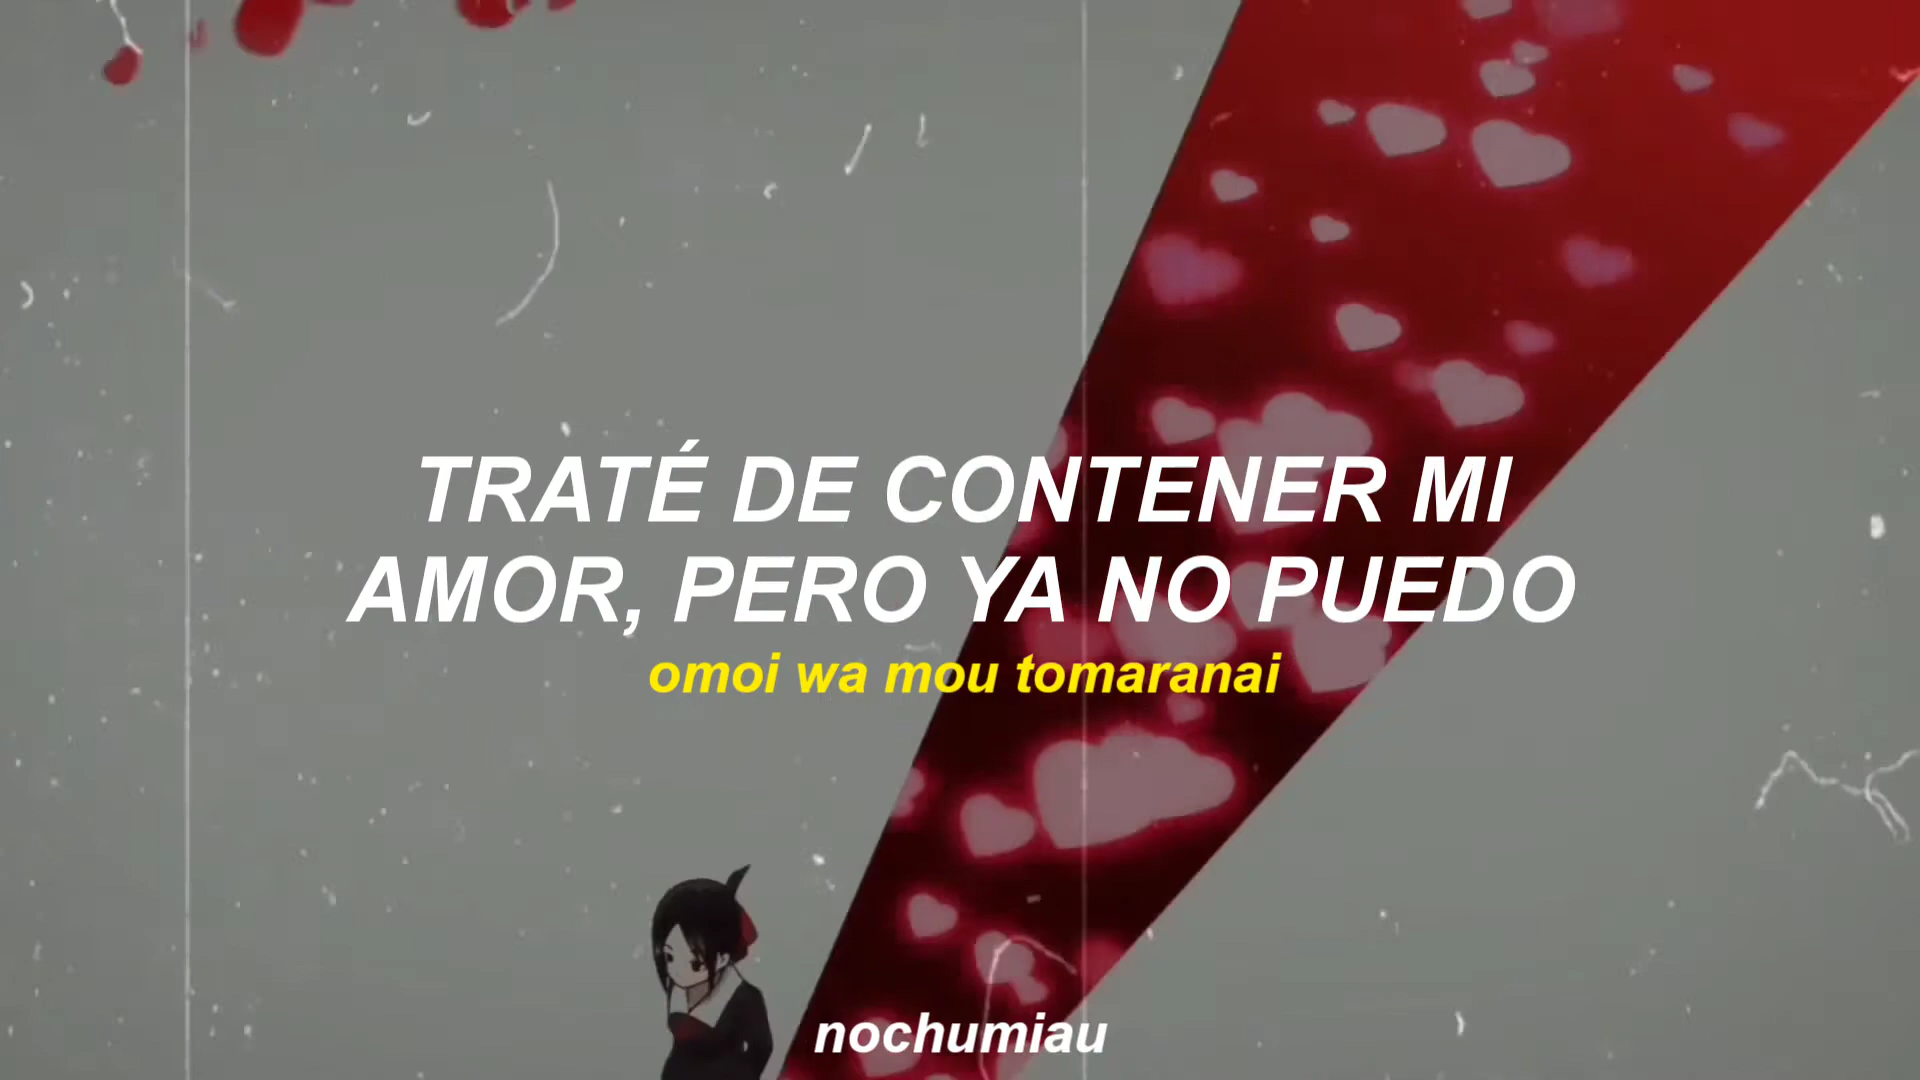 TRATÉ DE CONTENER MI
AMOR, PERO YA NO PUEDO
omoi wa mou tomaranai
nochumiau